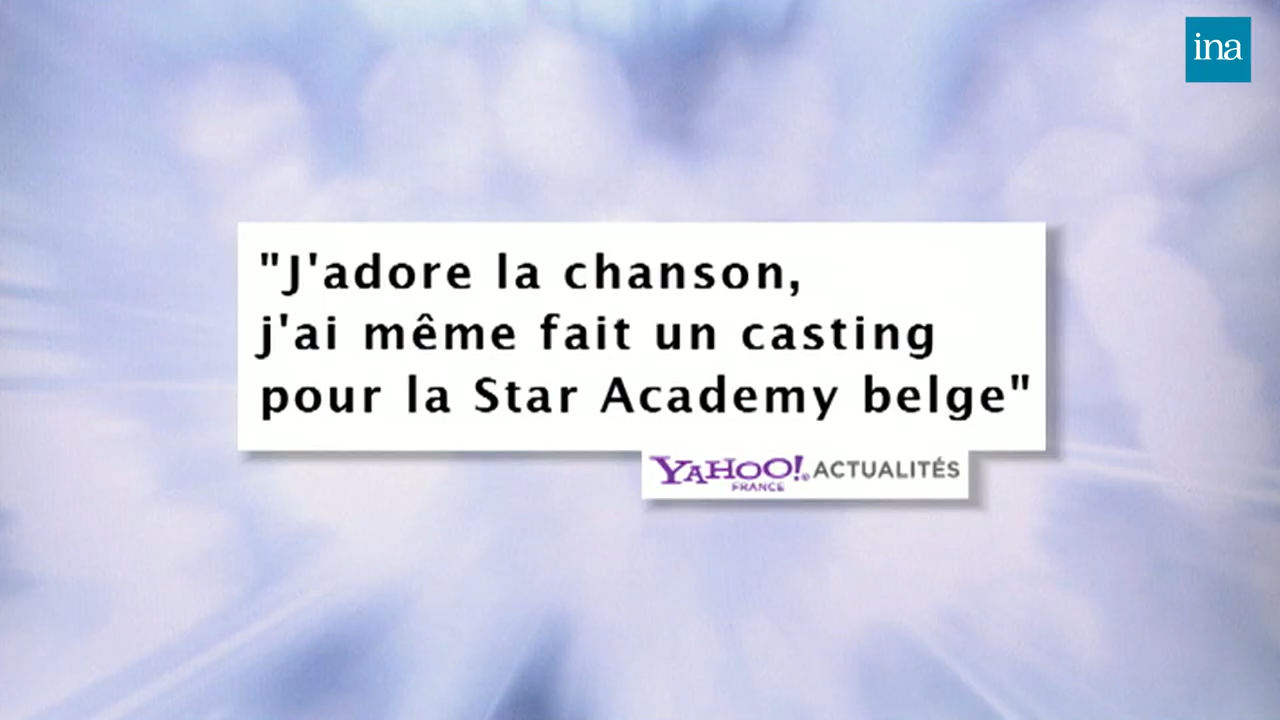 ina
"J'adore la chanson,
j'ai même fait un casting
pour la Star Academy belge"
YAHOO! ACTUALITÉS
FRANCE